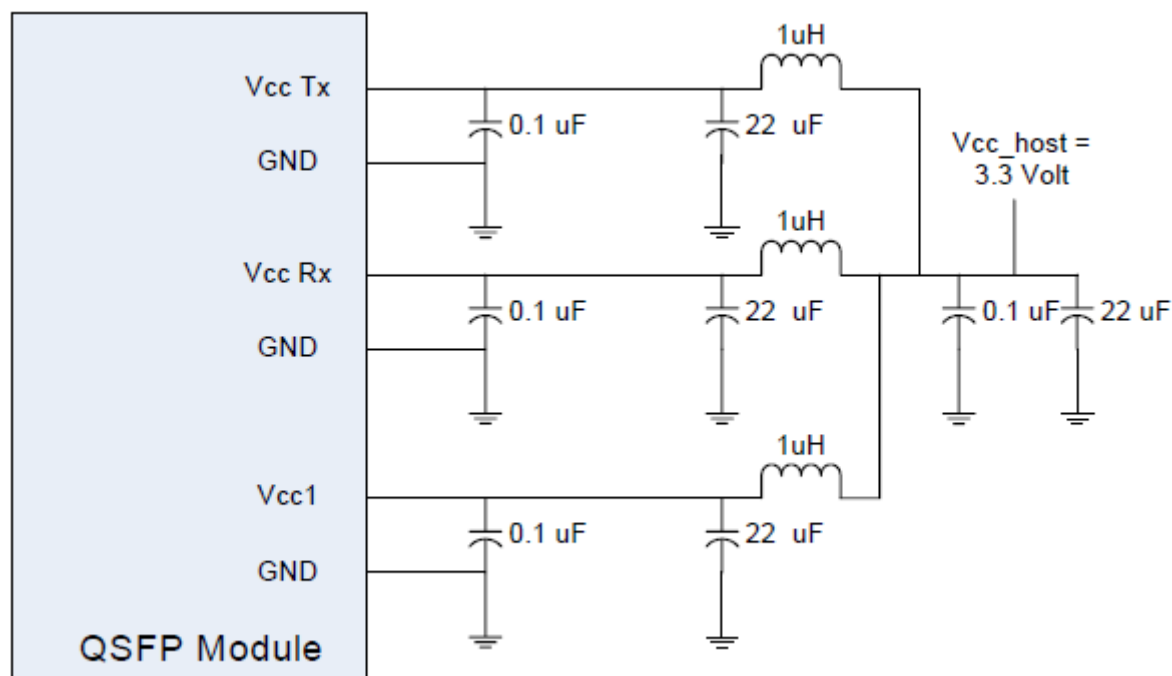 1uH
Vcc Tx
0.1 uF
22 uF
GND
Vcc_host =
3.3 Volt
1uH
Vcc Rx
0.1 uF
22 uF
0.1 uF
22 uF
GND
1uH
Vcc1
0.1 uF
22 uF
GND
QSFP Module